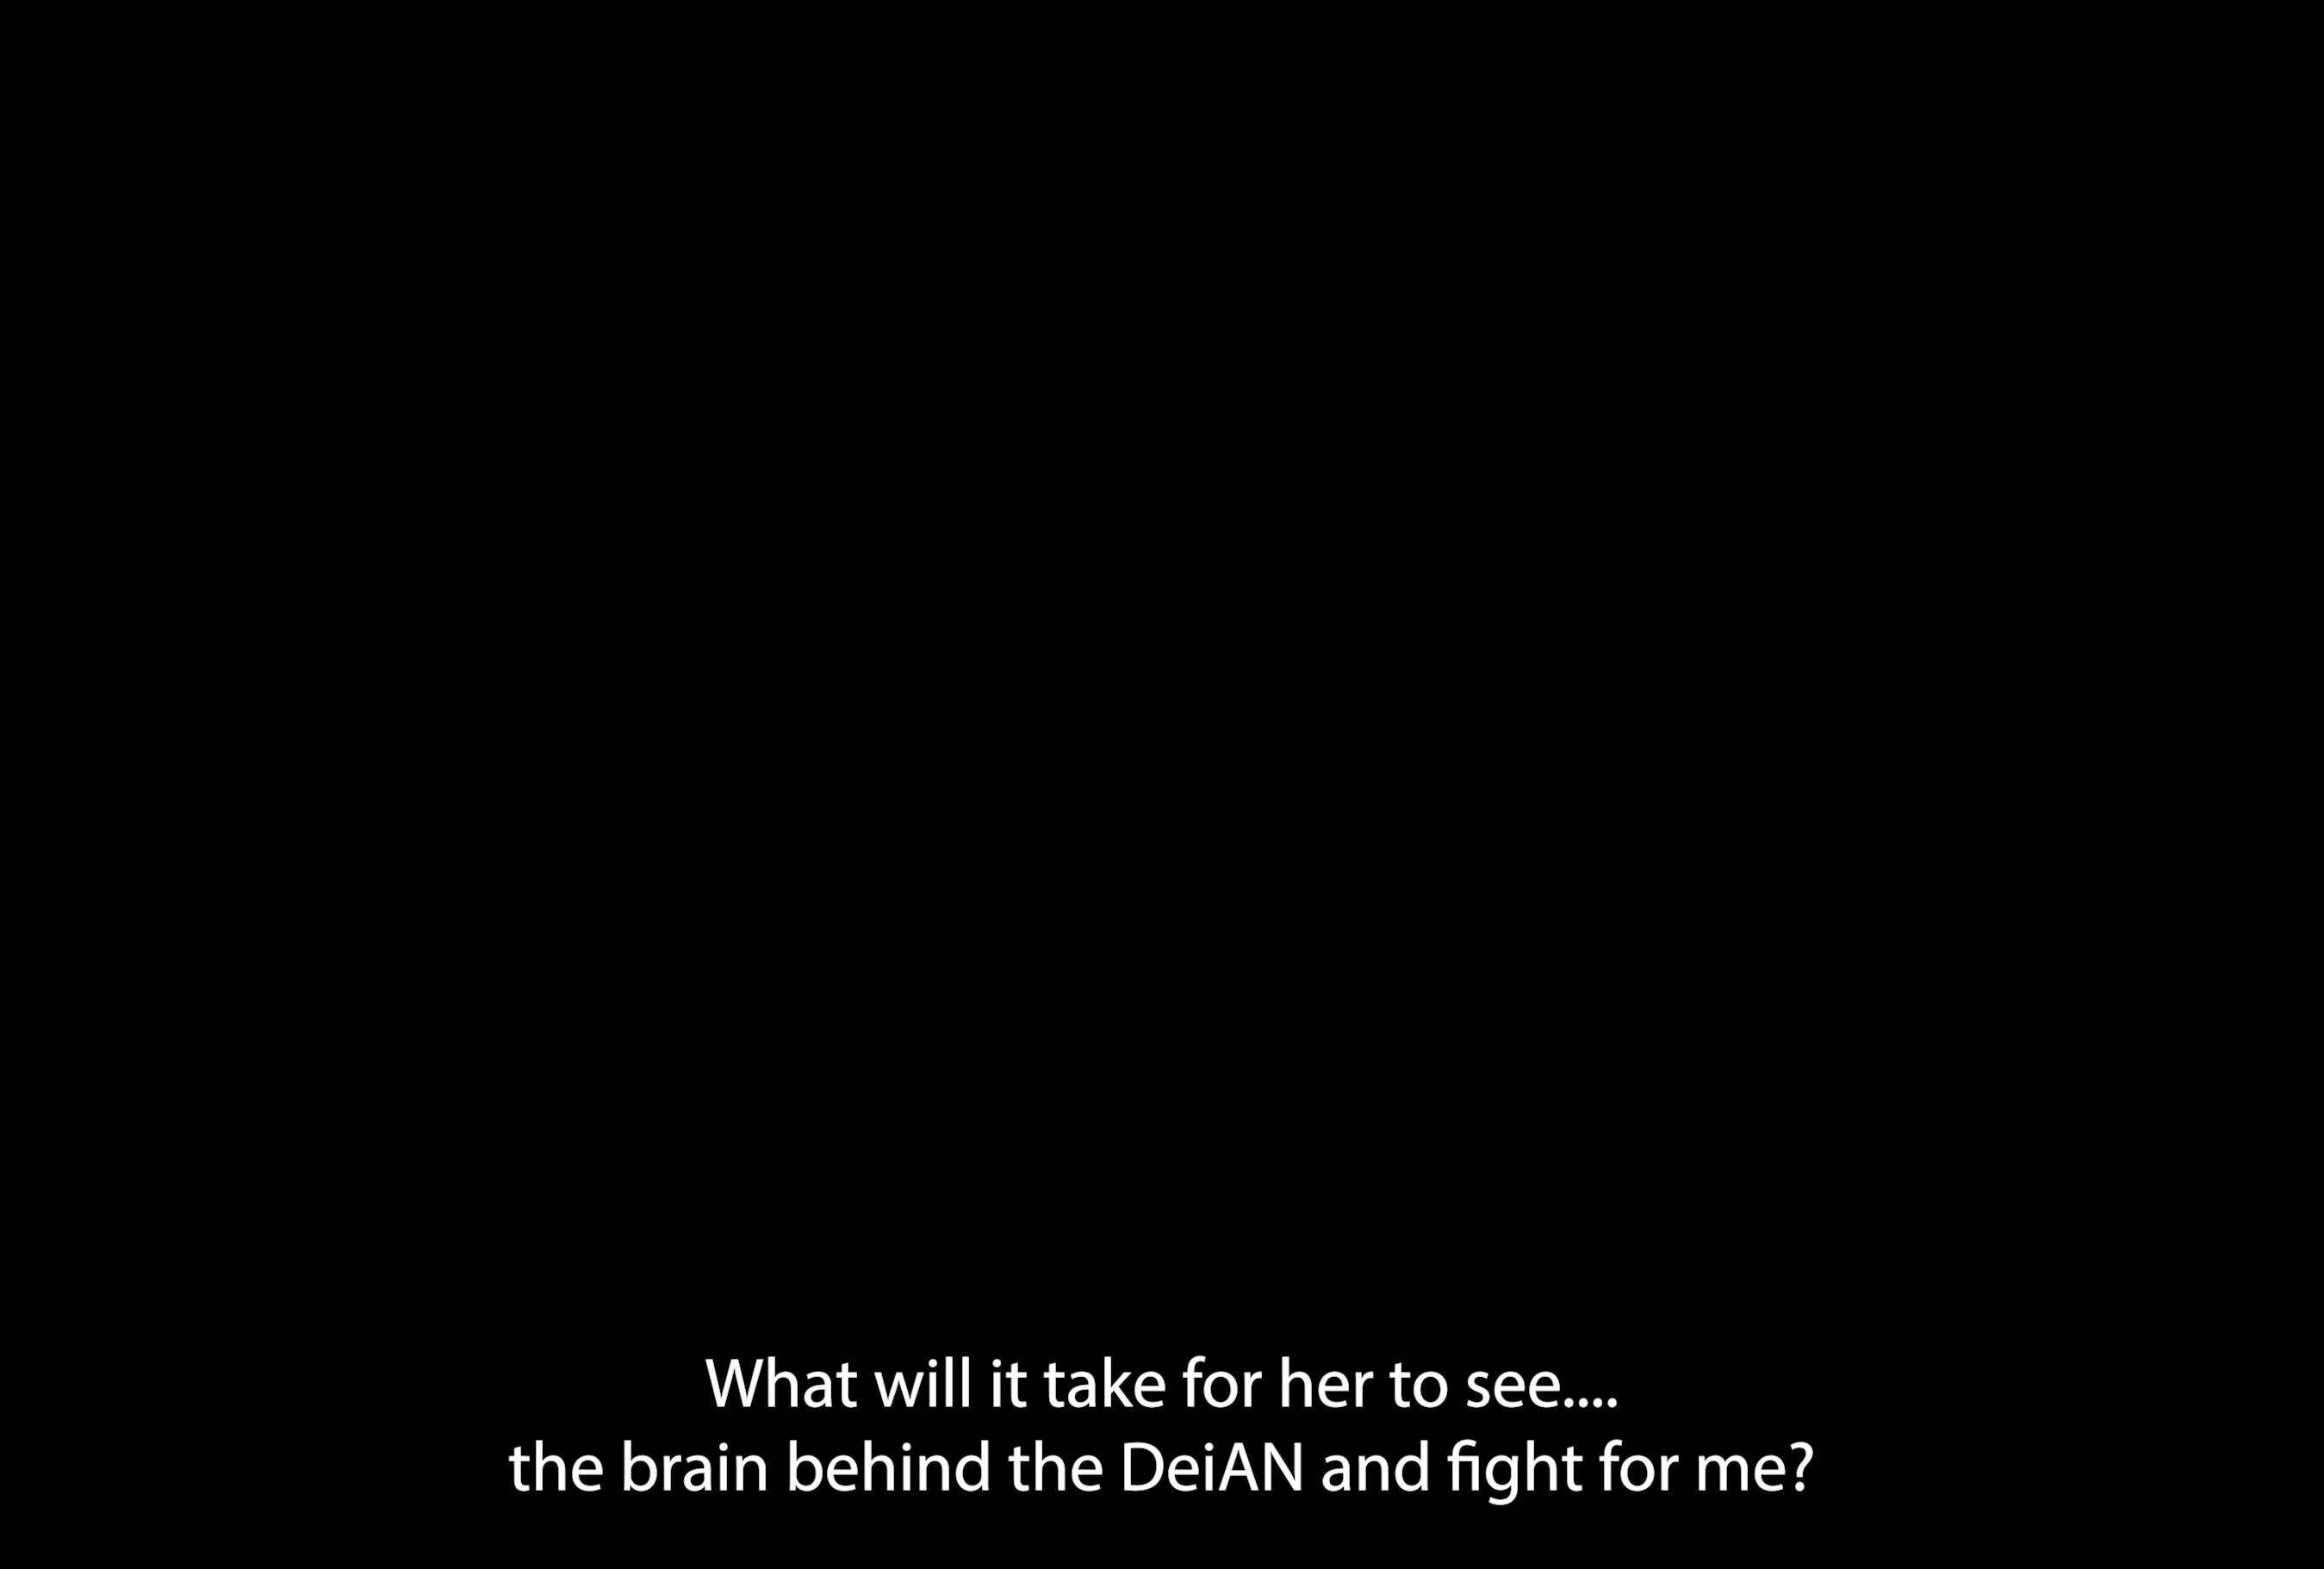 What will it take for her to see....
the brain behind the DeiAN and fight for me?